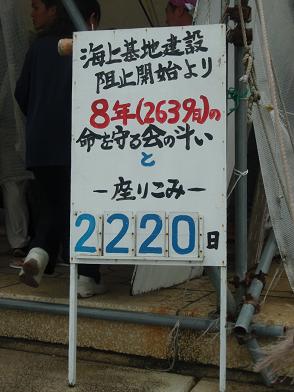 海上基地建設
阻止開始より
8年(2639日)の
命を守る会の斗い
と
ー座りこみー
2220日